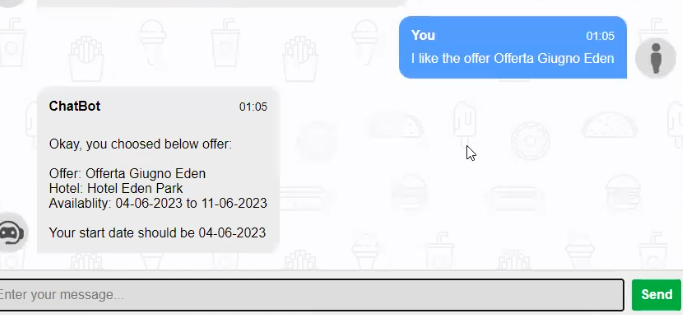 You 01:05
I like the offer Offerta Giugno Eden
ChatBot 01:05
Okay, you choosed below offer:
Offer: Offerta Giugno Eden
Hotel: Hotel Eden Park
Availablity: 04-06-2023 to 11-06-2023
Your start date should be 04-06-2023
Enter your message...
Send